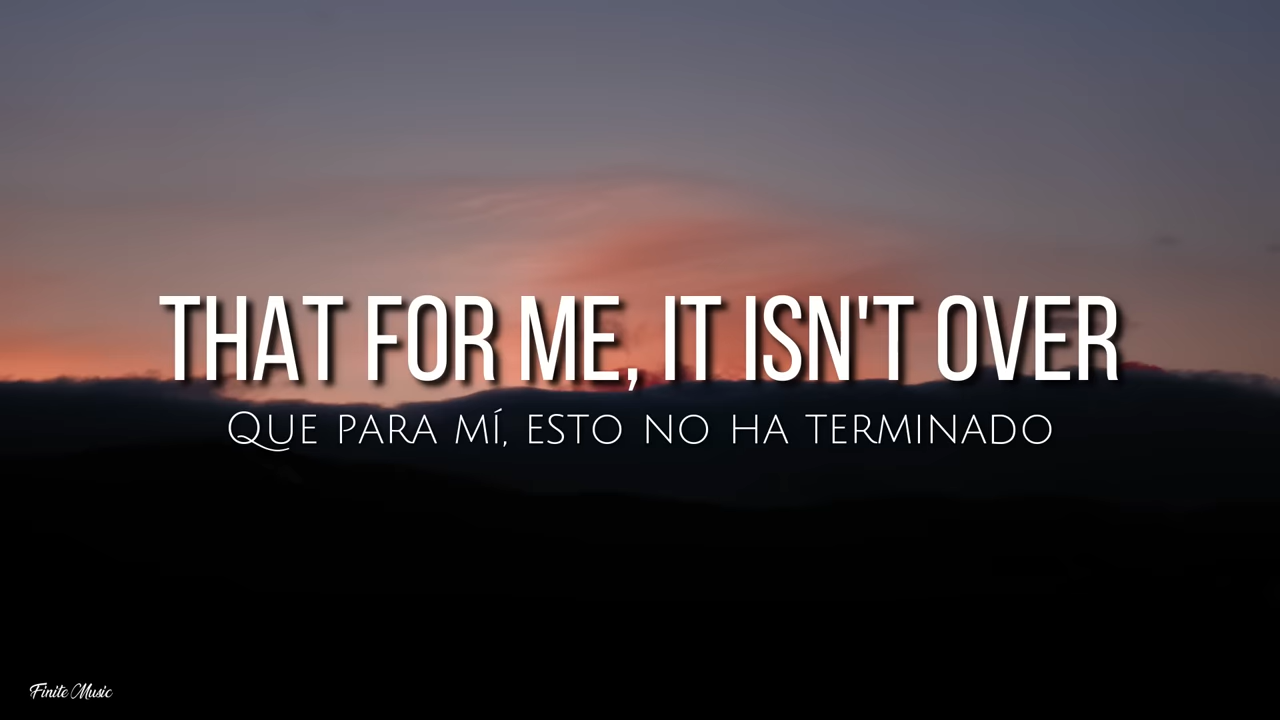 THAT FOR ME, IT ISN'T OVER
QUE PARA MÍ, ESTO NO HA TERMINADO
Finite Music